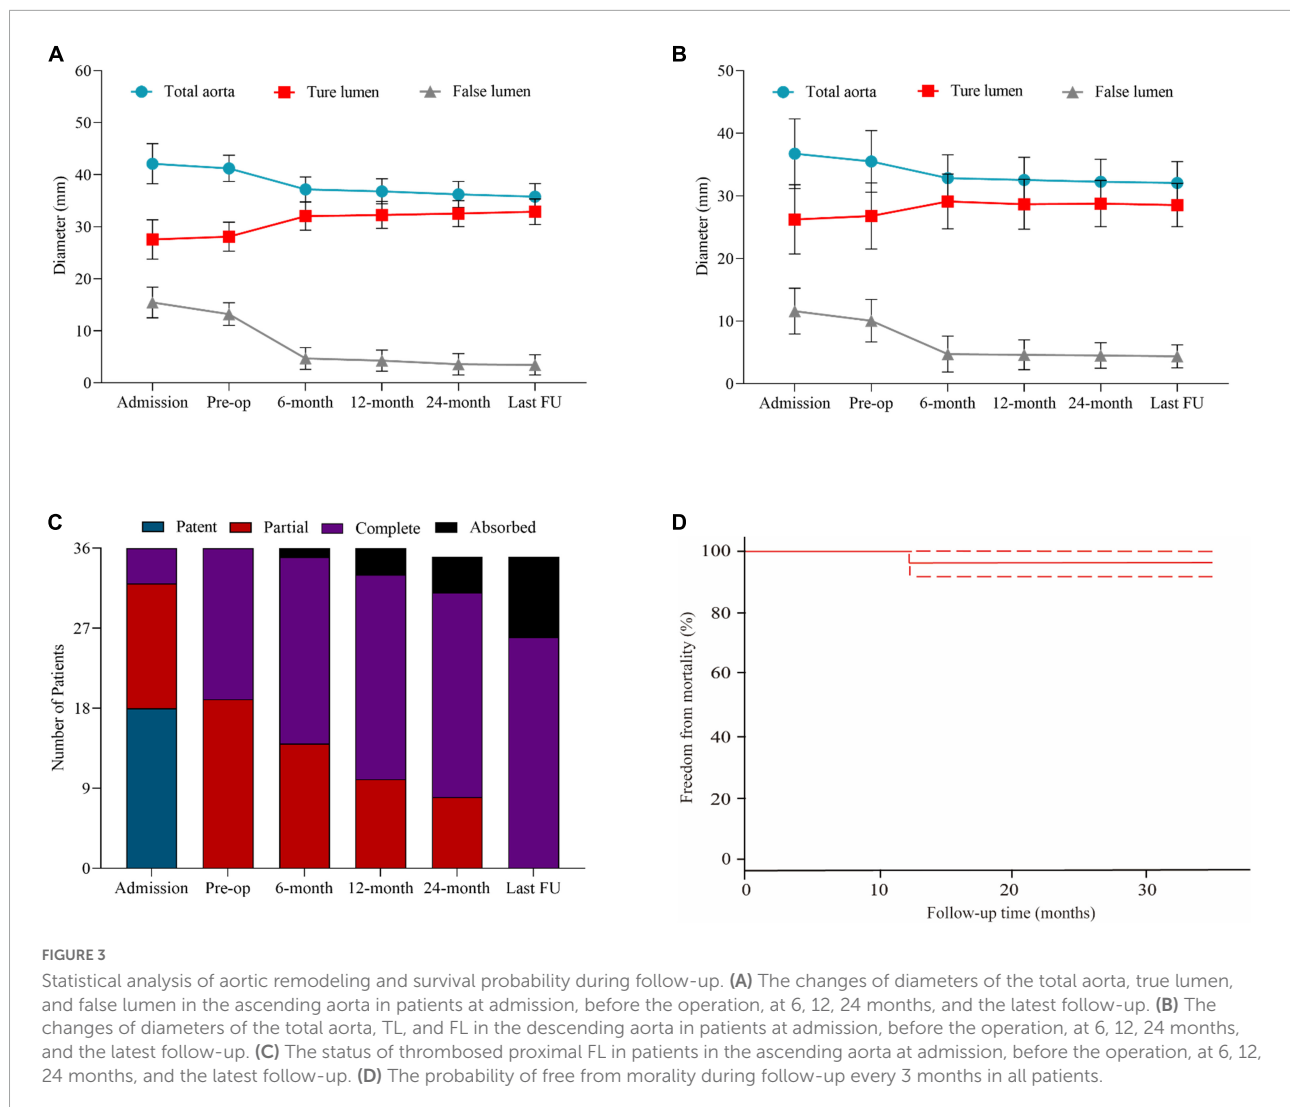 A
60
50
40
30
20
10
0
Diameter (mm)
Total aorta
Ture lumen
False lumen
Admission
Pre-op
6-month
12-month
24-month
Last FU
B
50
40
30
20
10
0
Diameter (mm)
Total aorta
Ture lumen
False lumen
Admission
Pre-op
6-month
12-month
24-month
Last FU
C
Patent
Partial
Complete
Absorbed
36
27
18
9
0
Number of Patients
Admission
Pre-op
6-month
12-month
24-month
Last FU
D
100
80
60
40
20
0
Freedom from mortality (%)
0
10
20
30
Follow-up time (months)
FIGURE 3
Statistical analysis of aortic remodeling and survival probability during follow-up. (A) The changes of diameters of the total aorta, true lumen,
and false lumen in the ascending aorta in patients at admission, before the operation, at 6, 12, 24 months, and the latest follow-up. (B) The
changes of diameters of the total aorta, TL, and FL in the descending aorta in patients at admission, before the operation, at 6, 12, 24 months,
and the latest follow-up. (C) The status of thrombosed proximal FL in patients in the ascending aorta at admission, before the operation, at 6, 12,
24 months, and the latest follow-up. (D) The probability of free from morality during follow-up every 3 months in all patients.